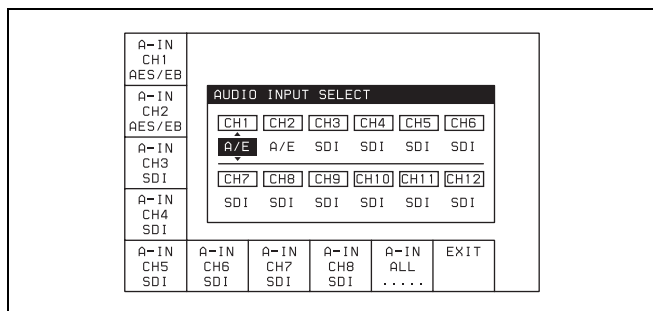 A-IN
CH1
AES/EB
A-IN
CH2
AES/EB
A-IN
CH3
SDI
A-IN
CH4
SDI
AUDIO INPUT SELECT
CH1 CH2 CH3 CH4 CH5 CH6
A/E A/E SDI SDI SDI SDI
CH7 CH8 CH9 CH10 CH11 CH12
SDI SDI SDI SDI SDI SDI
A-IN
CH5
SDI
A-IN
CH6
SDI
A-IN
CH7
SDI
A-IN
CH8
SDI
A-IN
ALL
.....
EXIT